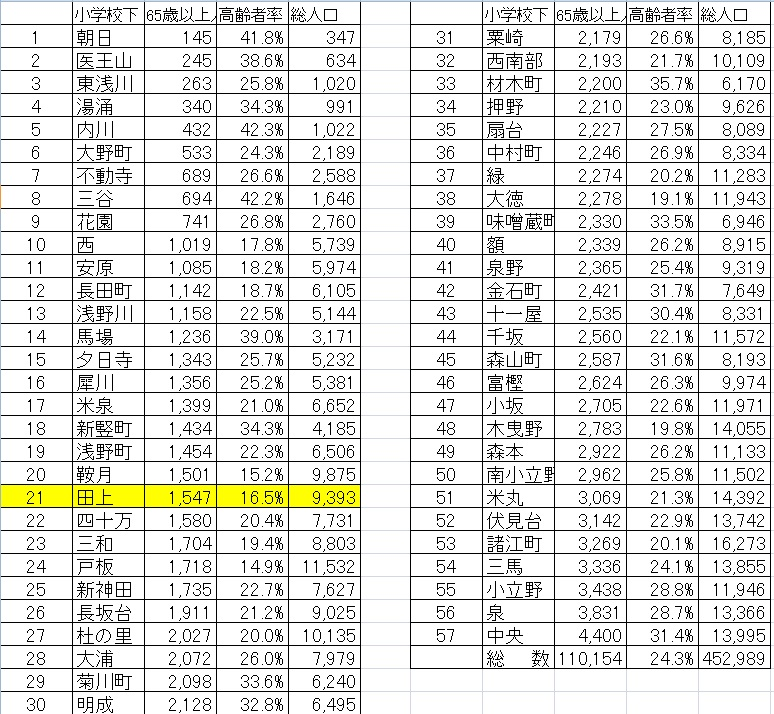 小学校下 65歳以上人 高齢者率 総人口
1 朝日 145 41.8% 347
2 医王山 245 38.6% 634
3 東浅川 263 25.8% 1,020
4 湯涌 340 34.3% 991
5 内川 432 42.3% 1,022
6 大野町 533 24.3% 2,189
7 不動寺 689 26.6% 2,588
8 三谷 694 42.2% 1,646
9 花園 741 26.8% 2,760
10 西 1,019 17.8% 5,739
11 安原 1,085 18.2% 5,974
12 長田町 1,142 18.7% 6,105
13 浅野川 1,158 22.5% 5,144
14 馬場 1,236 39.0% 3,171
15 夕日寺 1,343 25.7% 5,232
16 犀川 1,356 25.2% 5,381
17 米泉 1,399 21.0% 6,652
18 新竪町 1,434 34.3% 4,185
19 浅野町 1,454 22.3% 6,506
20 鞍月 1,501 15.2% 9,875
21 田上 1,547 16.5% 9,393
22 四十万 1,580 20.4% 7,731
23 三和 1,704 19.4% 8,803
24 戸板 1,718 14.9% 11,532
25 新神田 1,735 22.7% 7,627
26 長坂台 1,911 21.2% 9,025
27 杜の里 2,027 20.0% 10,135
28 大浦 2,072 26.0% 7,979
29 菊川町 2,098 33.6% 6,240
30 明成 2,128 32.8% 6,495
小学校下 65歳以上人 高齢者率 総人口
31 粟崎 2,179 26.6% 8,185
32 西南部 2,193 21.7% 10,109
33 材木町 2,200 35.7% 6,170
34 押野 2,210 23.0% 9,626
35 扇台 2,227 27.5% 8,089
36 中村町 2,246 26.9% 8,334
37 緑 2,274 20.2% 11,283
38 大徳 2,278 19.1% 11,943
39 味噌蔵町 2,330 33.5% 6,946
40 額 2,339 26.2% 8,915
41 泉野 2,365 25.4% 9,319
42 金石町 2,421 31.7% 7,649
43 十一屋 2,535 30.4% 8,331
44 千坂 2,560 22.1% 11,572
45 森山町 2,587 31.6% 8,193
46 富樫 2,624 26.3% 9,974
47 小坂 2,705 22.6% 11,971
48 木曳野 2,783 19.8% 14,055
49 森本 2,922 26.2% 11,133
50 南小立野 2,962 25.8% 11,502
51 米丸 3,069 21.3% 14,392
52 伏見台 3,142 22.9% 13,742
53 諸江町 3,269 20.1% 16,273
54 三馬 3,336 24.1% 13,855
55 小立野 3,438 28.8% 11,946
56 泉 3,831 28.7% 13,366
57 中央 4,400 31.4% 13,995
総 数 110,154 24.3% 452,989